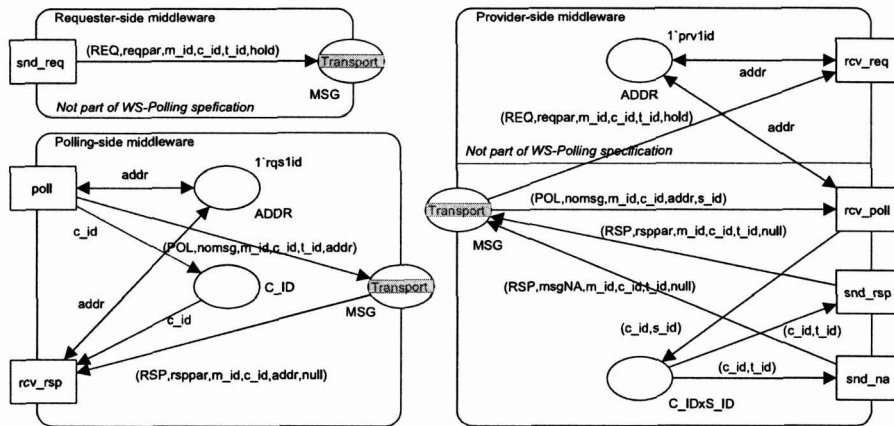 Requester-side middleware
snd_req
(REQ,reqpar,m_id,c_id,t_id,hold)
Transport
MSG
Not part of WS-Polling spefication
Polling-side middleware
poll
addr
1`rqs1id
ADDR
c_id
(POL,nomsg,m_id,c_id,t_id,addr)
C_ID
Transport
MSG
addr
c_id
rcv_rsp
(RSP,rsppar,m_id,c_id,addr,null)
Provider-side middleware
1`prv1id
addr
rcv_req
ADDR
(REQ,reqpar,m_id,c_id,t_id,hold)
addr
Not part of WS-Polling specification
Transport
MSG
(POL,nomsg,m_id,c_id,addr,s_id)
rcv_poll
(RSP,rsppar,m_id,c_id,t_id,null)
(RSP,msgNA,m_id,c_id,t_id,null)
snd_rsp
(c_id,s_id)
(c_id,t_id)
(c_id,t_id)
snd_na
C_IDxS_ID